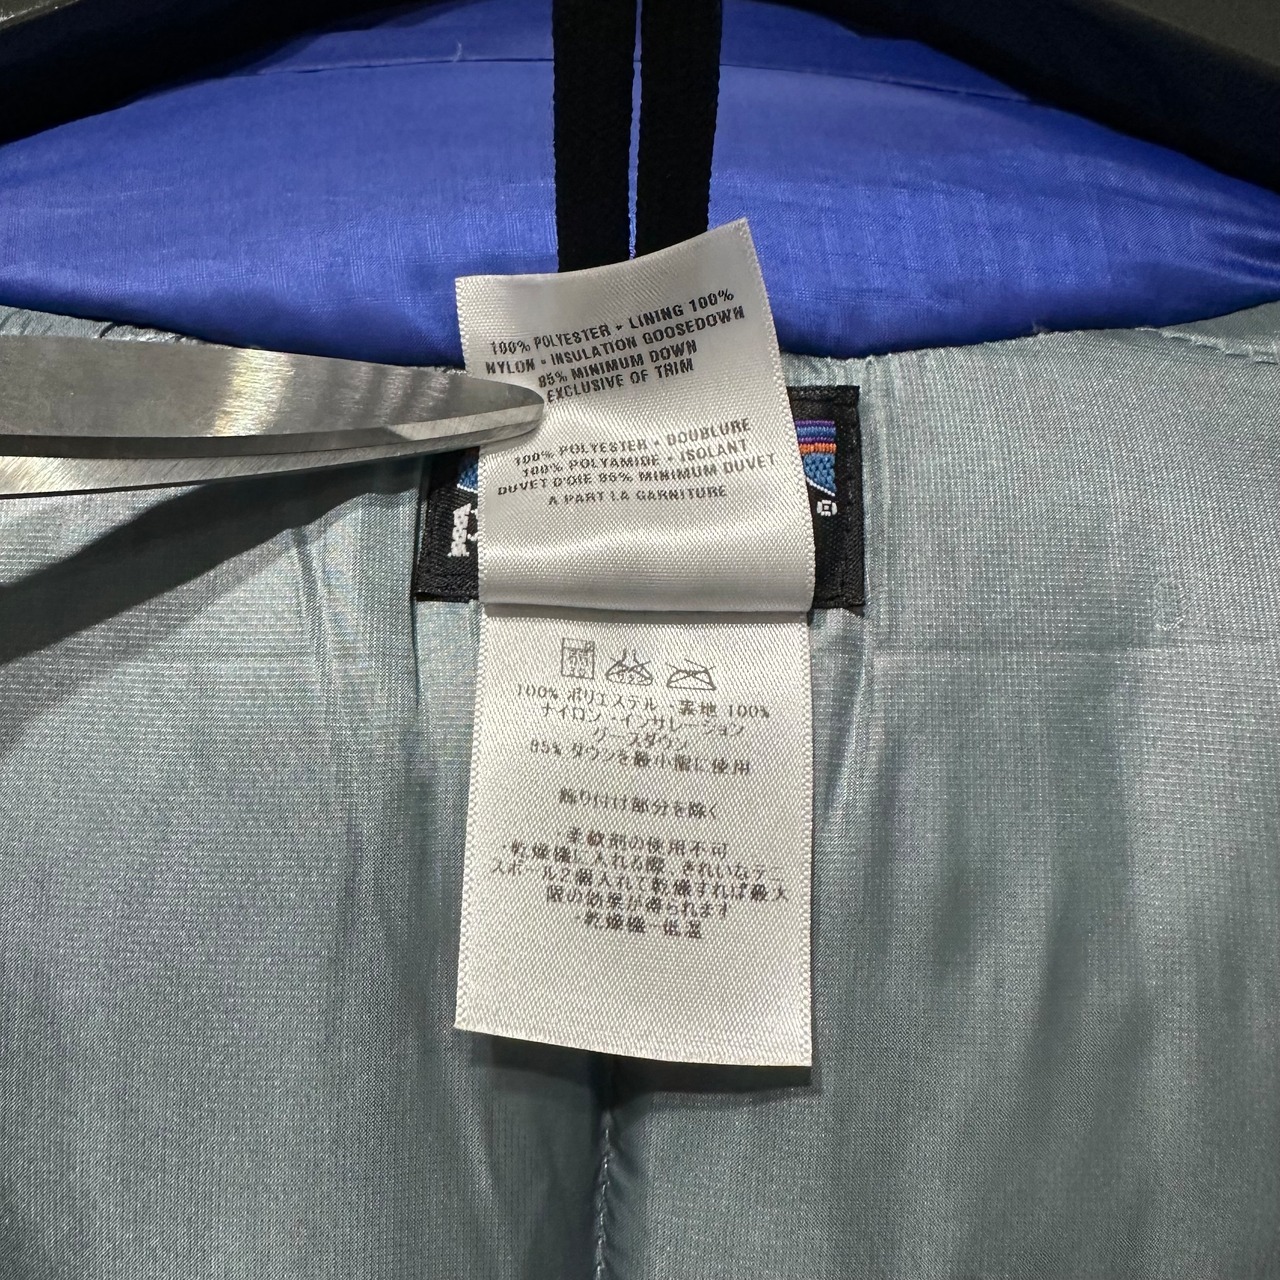 100% POLYESTER • LINING 100%
NYLON • INSULATION GOOSEDOWN
85% MINIMUM DOWN
EXCLUSIVE OF TRIM
100% POLYESTER • DOUBLURE
100% POLYAMIDE • ISOLANT
DUVET D'OIE 85% MINIMUM DUVET
A PART LA GARNITURE
P
®
100% ポリエステル・裏地 100%
ナイロン・インサレーション
グースダウン
85% ダウンを最小限に使用
飾り付け部分を除く
・柔軟剤の使用不可
・乾燥機に入れる際、きれいなテニ
スボール2個入れて乾燥すれば最大
限の効果が得られます
・乾燥機-低温